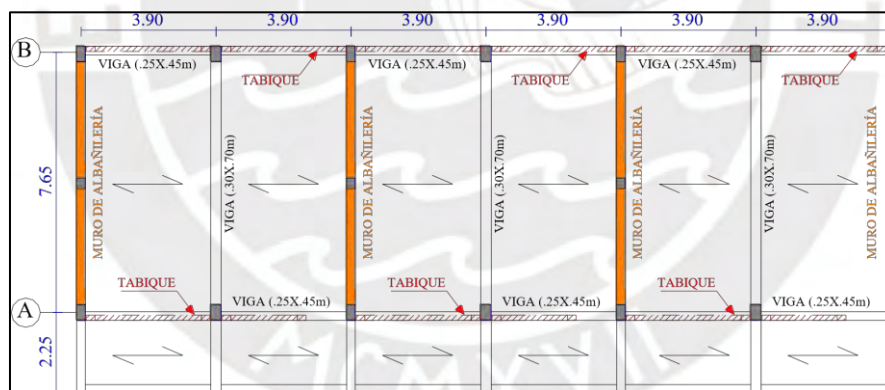 3.90 3.90 3.90 3.90 3.90 3.90
B
VIGA (.25X.45m) TABIQUE VIGA (.25X.45m) TABIQUE VIGA (.25X.45m) TABIQUE
MURO DE ALBAÑILERÍA
VIGA (.30X.70m)
MURO DE ALBAÑILERÍA
VIGA (.30X.70m)
MURO DE ALBAÑILERÍA
VIGA (.30X.70m)
MURO DE ALBAÑILERÍA
7.65
TABIQUE VIGA (.25X.45m) TABIQUE VIGA (.25X.45m) TABIQUE VIGA (.25X.45m)
A
2.25